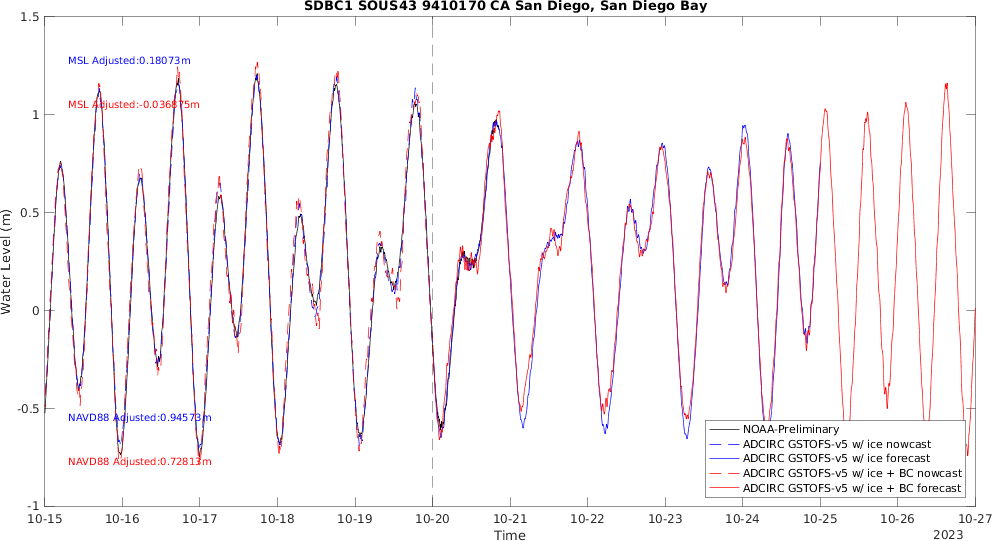 SDBC1 SOUS43 9410170 CA San Diego, San Diego Bay
1.5
1
0.5
0
-0.5
-1
Water Level (m)
MSL Adjusted:0.18073m
MSL Adjusted:-0.036875m
NAVD88 Adjusted:0.94573m
NAVD88 Adjusted:0.72813m
NOAA-Preliminary
ADCIRC GSTOFS-v5 w/ ice nowcast
ADCIRC GSTOFS-v5 w/ ice forecast
ADCIRC GSTOFS-v5 w/ ice + BC nowcast
ADCIRC GSTOFS-v5 w/ ice + BC forecast
10-15 10-16 10-17 10-18 10-19 10-20 10-21 10-22 10-23 10-24 10-25 10-26 10-27
Time
2023